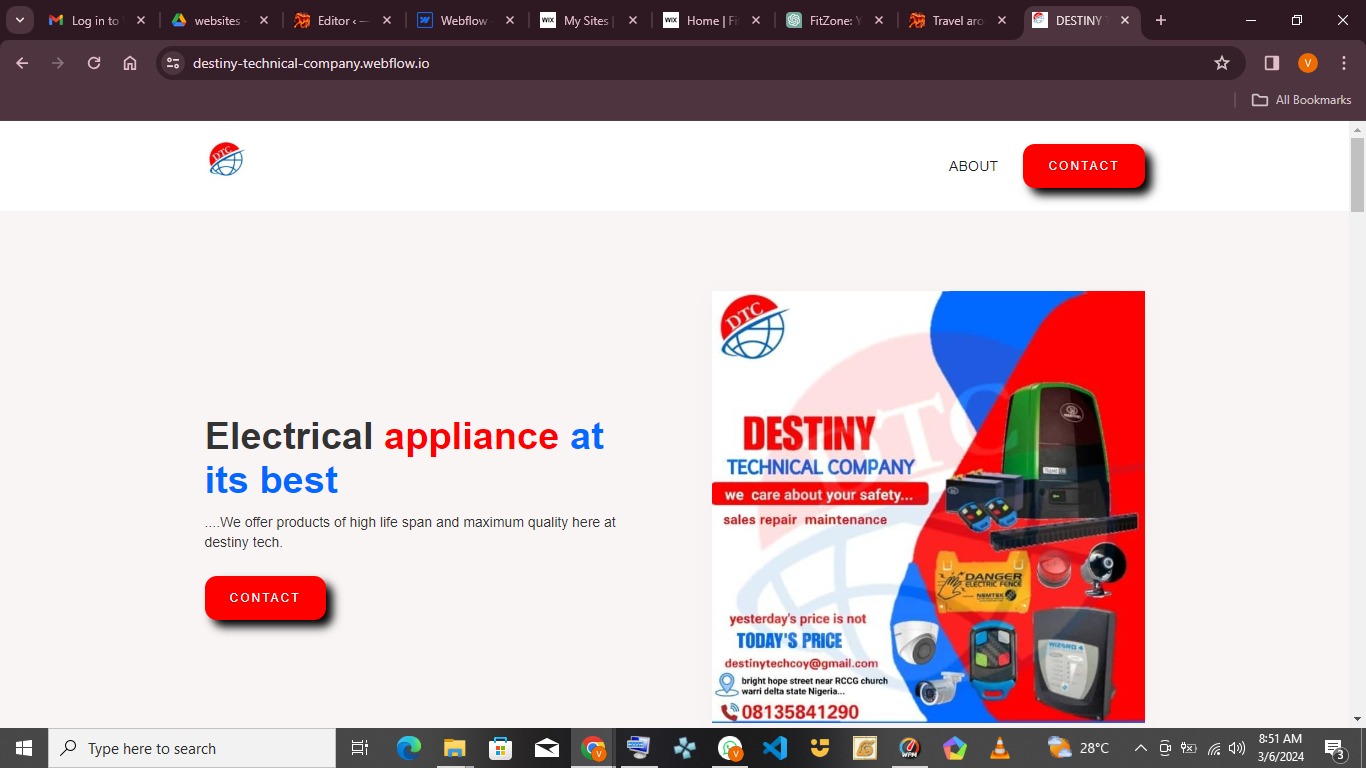 Log in to
websites
Editor
Webflow
My Sites
Home | Fi
FitZone: Y
Travel aro
DESTINY
destiny-technical-company.webflow.io
V
All Bookmarks
DTC
ABOUT
CONTACT
Electrical appliance at
its best
....We offer products of high life span and maximum quality here at
destiny tech.
CONTACT
DTC
DTC
DESTINY
TECHNICAL COMPANY
we care about your safety...
sales repair maintenance
DANGER
ELECTRIC FENCE
NEMTEK
WIZORD 4
yesterday's price is not
TODAY'S PRICE
destinytechcoy@gmail.com
bright hope street near RCCG church
warri delta state Nigeria...
08135841290
Type here to search
28°C
8:51 AM
3/6/2024
3